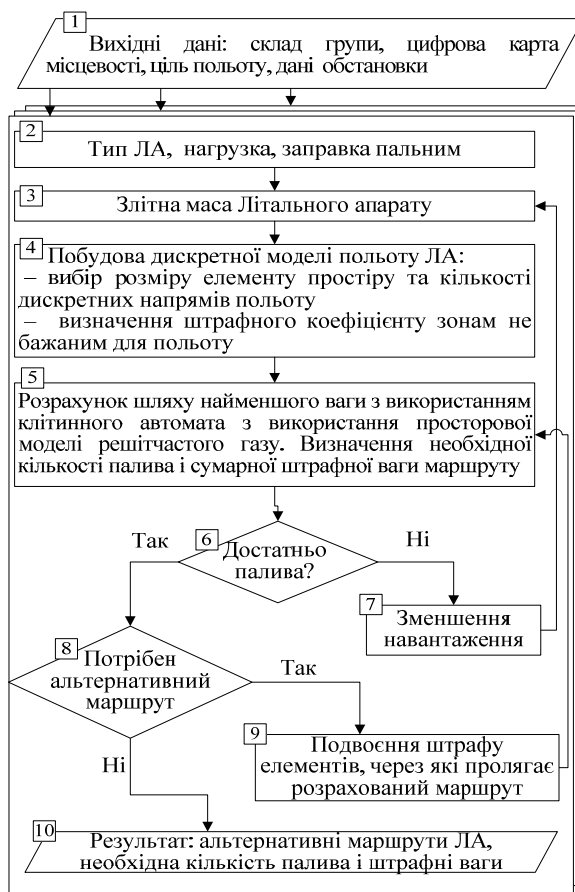 1
Вихідні дані: склад групи, цифрова карта
місцевості, ціль польоту, дані обстановки
2
Тип ЛА, нагрузка, заправка пальним
3
Злітна маса Літального апарату
4
Побудова дискретної моделі польоту ЛА:
– вибір розміру елементу простіру та кількості
дискретних напрямів польоту
– визначення штрафного коефіцієнту зонам не
бажаним для польоту
5
Розрахунок шляху найменшого ваги з використанням
клітинного автомата з використання просторової
моделі решітчастого газу. Визначення необхідної
кількості палива і сумарної штрафної ваги маршруту
6
Достатньо
палива?
Так
Ні
7
Зменшення
навантаження
8
Потрібен
альтернативний
маршрут
Так
Ні
9
Подвоєння штрафу
елементів, через які пролягає
розрахований маршрут
10
Результат: альтернативні маршрути ЛА,
необхідна кількість палива і штрафні ваги